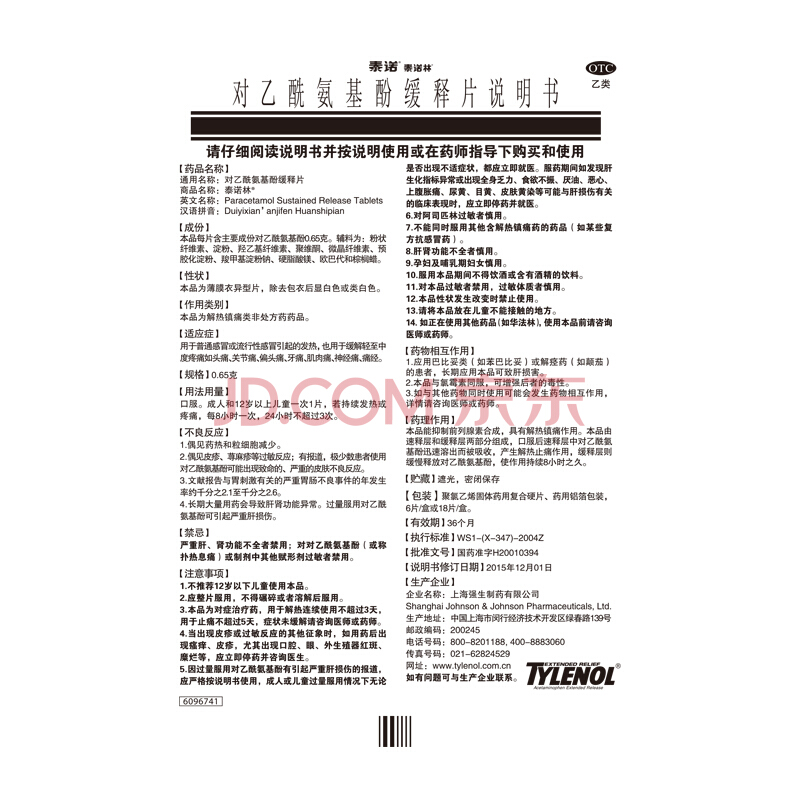 泰诺® 泰诺林®
OTC
乙类
对乙酰氨基酚缓释片说明书
请仔细阅读说明书并按说明使用或在药师指导下购买和使用
【药品名称】
通用名称：对乙酰氨基酚缓释片
商品名称：泰诺林®
英文名称：Paracetamol Sustained Release Tablets
汉语拼音：Duiyixian'anjifen Huanshipian
【成份】
本品每片含主要成份对乙酰氨基酚0.65克。辅料为：粉状
纤维素、淀粉、羟乙基纤维素、聚维酮、微晶纤维素、预
胶化淀粉、羧甲基淀粉钠、硬脂酸镁、欧巴代和棕榈蜡。
【性状】
本品为薄膜衣异型片，除去包衣后显白色或类白色。
【作用类别】
本品为解热镇痛类非处方药药品。
【适应症】
用于普通感冒或流行性感冒引起的发热，也用于缓解轻至中
度疼痛如头痛、关节痛、偏头痛、牙痛、肌肉痛、神经痛、痛经。
【规格】0.65克
【用法用量】
口服。成人和12岁以上儿童一次1片，若持续发热或
疼痛，每8小时一次，24小时不超过3次。
【不良反应】
1.偶见药热和粒细胞减少。
2.偶见皮疹、荨麻疹等过敏反应；有报道，极少数患者使用
对乙酰氨基酚可能出现致命的、严重的皮肤不良反应。
3.文献报告与胃刺激有关的严重胃肠不良事件的年发生
率约千分之2.1至千分之2.6。
4.长期大量用药会导致肝肾功能异常。过量服用对乙酰
氨基酚可引起严重肝损伤。
【禁忌】
严重肝、肾功能不全者禁用；对对乙酰氨基酚（或称
扑热息痛）或制剂中其他赋形剂过敏者禁用。
【注意事项】
1.不推荐12岁以下儿童使用本品。
2.应整片服用，不得碾碎或者溶解后服用。
3.本品为对症治疗药，用于解热连续使用不超过3天，
用于止痛不超过5天，症状未缓解请咨询医师或药师。
4.当出现皮疹或过敏反应的其他征象时，如用药后出
现瘙痒、皮疹，尤其出现口腔、眼、外生殖器红斑、
糜烂等，应立即停药并咨询医生。
5.因过量服用对乙酰氨基酚有引起严重肝损伤的报道，
应严格按说明书使用，成人或儿童过量服用情况下无论
6096741
是否出现不适症状，都应立即就医。服药期间如发现肝
生化指标异常或出现全身乏力、食欲不振、厌油、恶心、
上腹胀痛、尿黄、目黄、皮肤黄染等可能与肝损伤有关
的临床表现时，应立即停药并就医。
6.对阿司匹林过敏者慎用。
7.不能同时服用其他含解热镇痛药的药品（如某些复
方抗感冒药）。
8.肝肾功能不全者慎用。
9.孕妇及哺乳期妇女慎用。
10.服用本品期间不得饮酒或含有酒精的饮料。
11.对本品过敏者禁用，过敏体质者慎用。
12.本品性状发生改变时禁止使用。
13.请将本品放在儿童不能接触的地方。
14.如正在使用其他药品(如华法林)，使用本品前请咨询
医师或药师。
【药物相互作用】
1.应用巴比妥类（如苯巴比妥）或解痉药（如颠茄）
的患者，长期应用本品可致肝损害。
2.本品与氯霉素同服，可增强后者的毒性。
3.如与其他药物同时使用可能会发生药物相互作用，
详情请咨询医师或药师。
【药理作用】
本品能抑制前列腺素合成，具有解热镇痛作用。本品由
速释层和缓释层两部分组成，口服后速释层中对乙酰氨
基酚迅速溶出而被吸收，产生解热止痛作用，缓释层则
缓慢释放对乙酰氨基酚，使作用持续8小时之久。
【贮藏】遮光，密闭保存
【包装】聚氯乙烯固体药用复合硬片、药用铝箔包装，
6片/盒或18片/盒。
【有效期】36个月
【执行标准】WS1-(X-347)-2004Z
【批准文号】国药准字H20010394
【说明书修订日期】2015年12月01日
【生产企业】
企业名称：上海强生制药有限公司
Shanghai Johnson & Johnson Pharmaceuticals, Ltd.
生产地址：中国上海市闵行经济技术开发区绿春路139号
邮政编码：200245
电话号码：800-8201188, 400-8883060
传真号码：021-62824529
网址：www.tylenol.com.cn
如有问题可与生产企业联系。
EXTENDED RELIEF
TYLENOL®
Acetaminophen Extended Release
JD.COM 京东